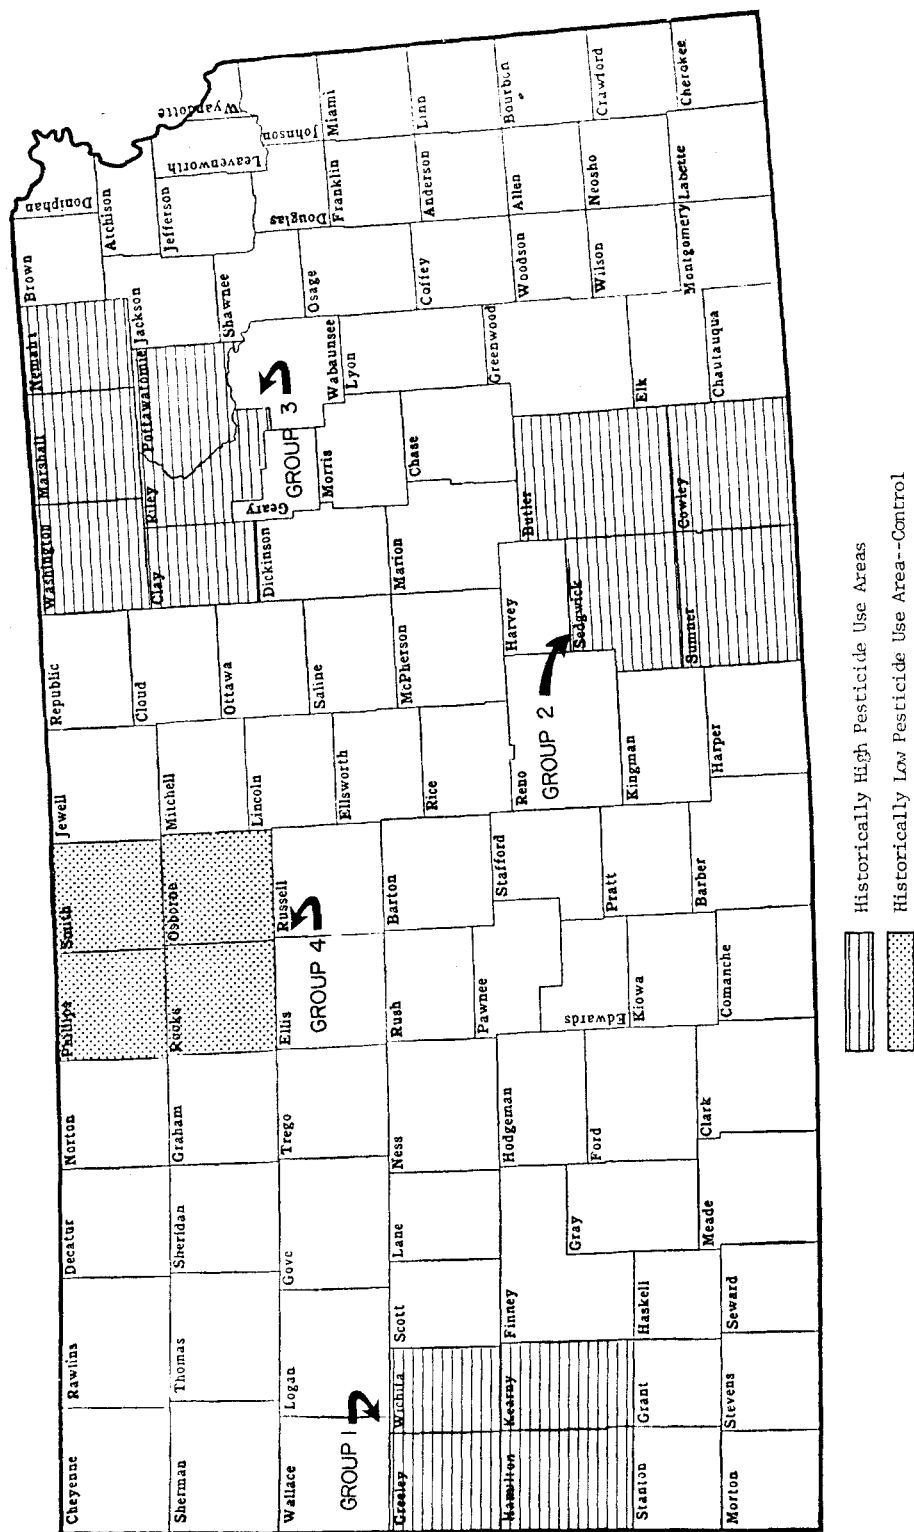 Cheyenne
Rawlins
Decatur
Norton
Phillips
Smith
Jewell
Republic
Washington
Marshall
Nemaha
Brown
Doniphan
Sherman
Thomas
Sheridan
Graham
Rooks
Osborne
Mitchell
Cloud
Clay
Riley
Pottawatomie
Jackson
Atchison
Jefferson
Leavenworth
Wyandotte
Wallace
Logan
Gove
Trego
Ellis
Russell
Lincoln
Ottawa
Dickinson
Geary
Shawnee
Douglas
Johnson
GROUP 1
GROUP 4
GROUP 3
Ellsworth
Saline
Morris
Wabaunsee
Osage
Franklin
Miami
Greeley
Wichita
Scott
Lane
Ness
Rush
Barton
Rice
McPherson
Marion
Chase
Lyon
Coffey
Anderson
Linn
Hamilton
Kearny
Finney
Hodgeman
Pawnee
Stafford
Reno
Harvey
Butler
Greenwood
Woodson
Allen
Bourbon
GROUP 2
Sedgwick
Gray
Ford
Edwards
Stanton
Grant
Haskell
Kiowa
Pratt
Kingman
Sumner
Cowley
Elk
Wilson
Neosho
Crawford
Morton
Stevens
Seward
Meade
Clark
Comanche
Barber
Harper
Chautauqua
Montgomery
Labette
Cherokee
Historically High Pesticide Use Areas
Historically Low Pesticide Use Area--Control